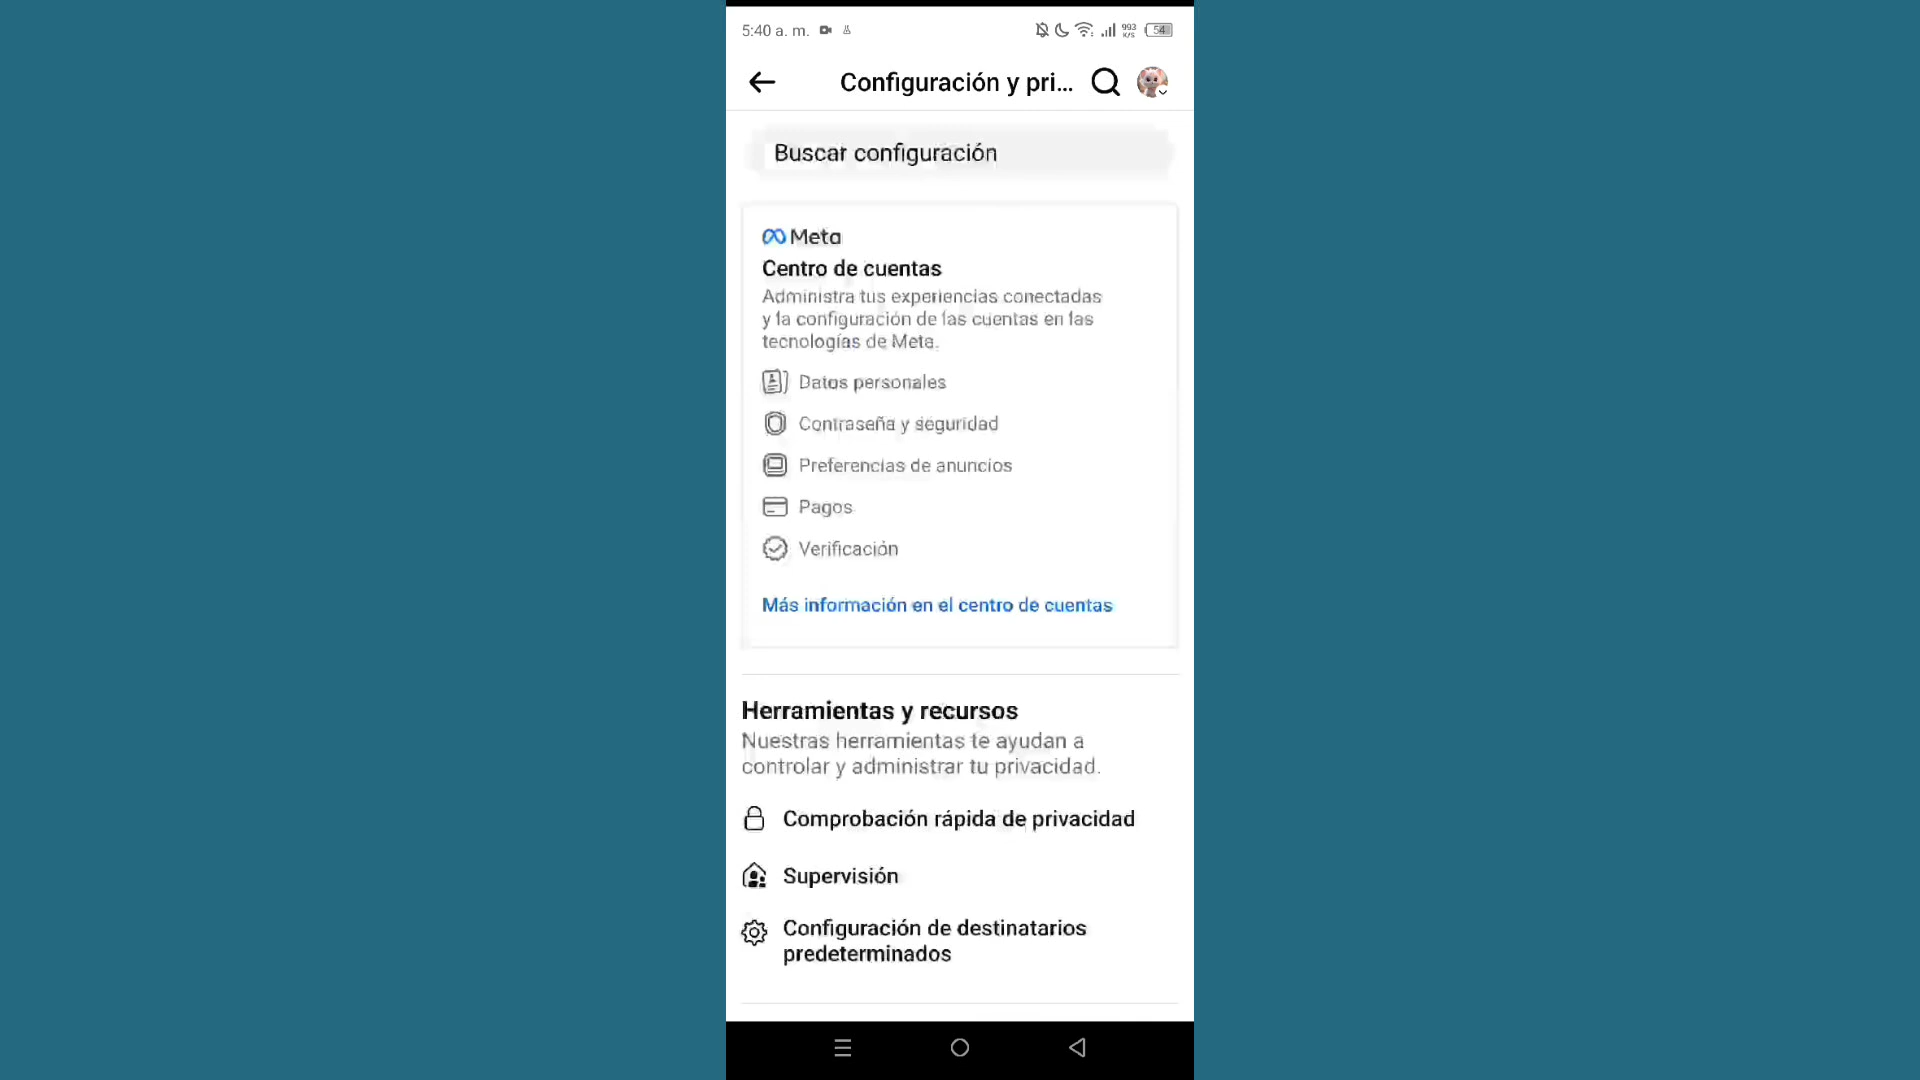 5:40 a. m.
993
K/S
54
Configuración y pri...
Buscar configuración
Meta
Centro de cuentas
Administra tus experiencias conectadas
y la configuración de las cuentas en las
tecnologías de Meta.
Datos personales
Contraseña y seguridad
Preferencias de anuncios
Pagos
Verificación
Más información en el centro de cuentas
Herramientas y recursos
Nuestras herramientas te ayudan a
controlar y administrar tu privacidad.
Comprobación rápida de privacidad
Supervisión
Configuración de destinatarios
predeterminados